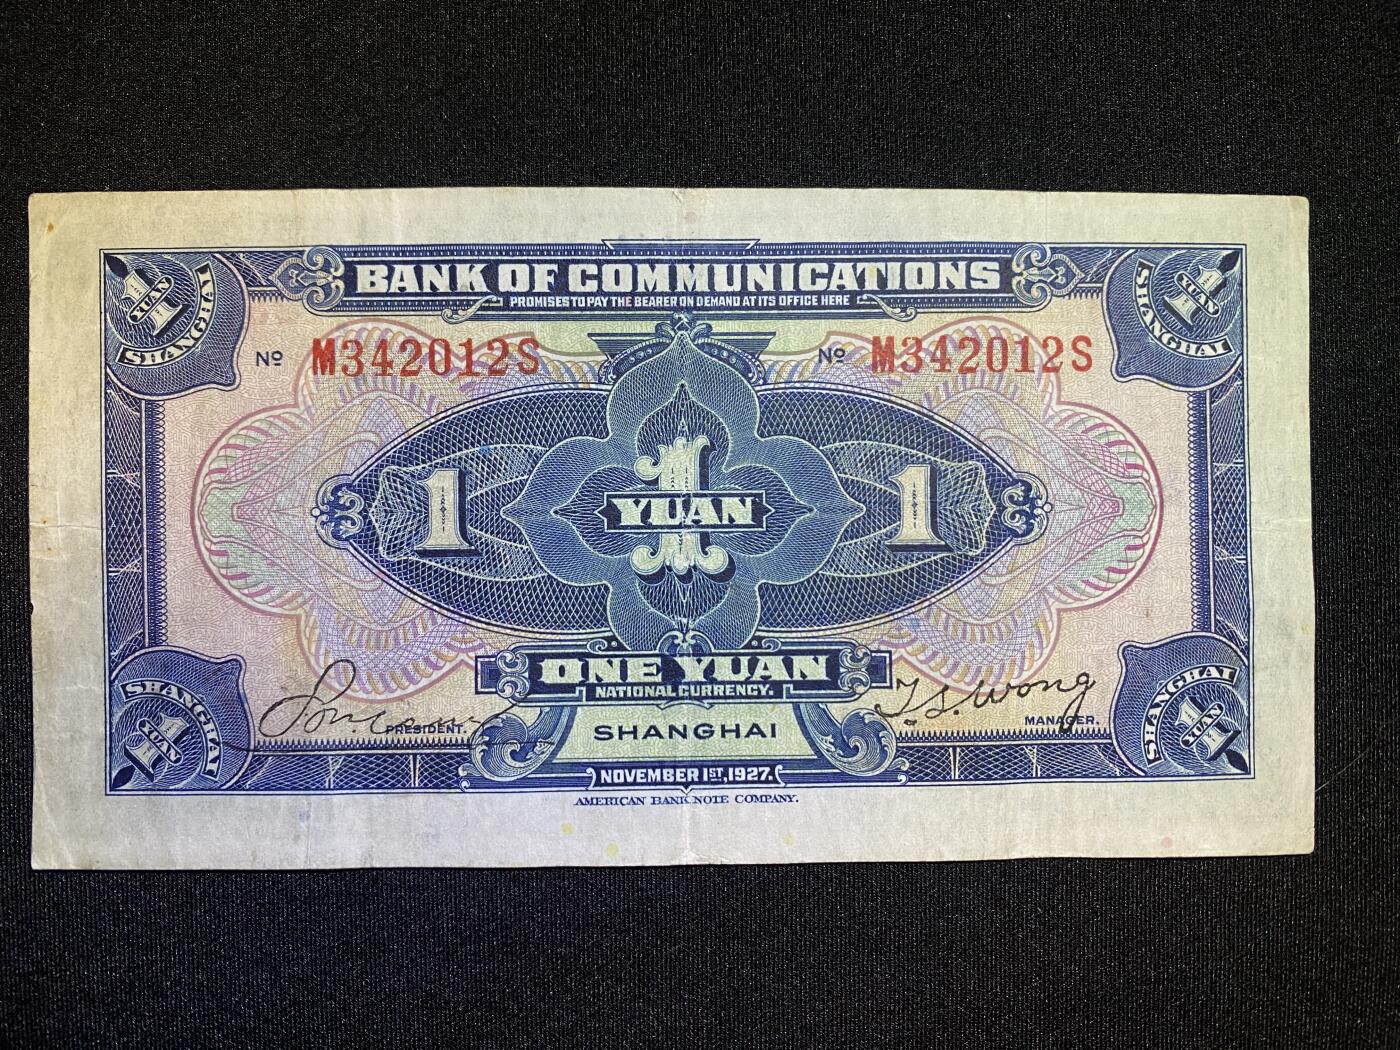 1 YUAN SHANGHAI
BANK OF COMMUNICATIONS
1 YUAN SHANGHAI
PROMISES TO PAY THE BEARER ON DEMAND AT ITS OFFICE HERE
Nº M342012S
Nº M342012S
1
1 YUAN
1
ONE YUAN
NATIONAL CURRENCY.
PRESIDENT.
T.S. Wong
MANAGER.
SHANGHAI
SHANGHAI 1 YUAN
SHANGHAI 1 YUAN
NOVEMBER 1ST, 1927.
AMERICAN BANK NOTE COMPANY.